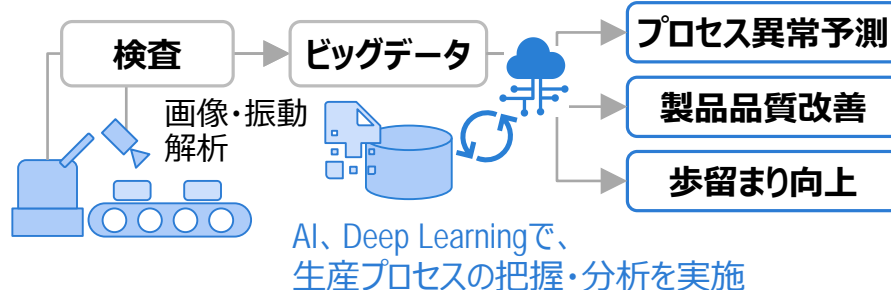 検査
ビッグデータ
プロセス異常予測
製品品質改善
歩留まり向上
画像・振動
解析
AI、Deep Learningで、
生産プロセスの把握・分析を実施